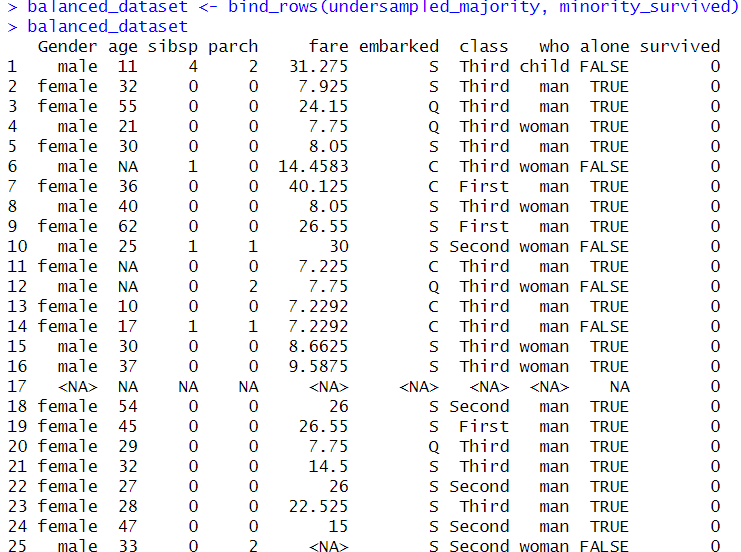 > balanced_dataset <- bind_rows(undersampled_majority, minority_survived)
> balanced_dataset
Gender age sibsp parch fare embarked class who alone survived
1 male 11 4 2 31.275 S Third child FALSE 0
2 female 32 0 0 7.925 S Third man TRUE 0
3 female 55 0 0 24.15 Q Third man TRUE 0
4 male 21 0 0 7.75 Q Third woman TRUE 0
5 female 30 0 0 8.05 S Third man TRUE 0
6 male NA 1 0 14.4583 C Third woman FALSE 0
7 female 36 0 0 40.125 C First man TRUE 0
8 male 40 0 0 8.05 S Third woman TRUE 0
9 female 62 0 0 26.55 S First man TRUE 0
10 male 25 1 1 30 S Second woman FALSE 0
11 female NA 0 0 7.225 C Third man TRUE 0
12 male NA 0 2 7.75 Q Third woman FALSE 0
13 female 10 0 0 7.2292 C Third man TRUE 0
14 female 17 1 1 7.2292 C Third man FALSE 0
15 male 30 0 0 8.6625 S Third woman TRUE 0
16 male 37 0 0 9.5875 S Third woman TRUE 0
17 <NA> NA NA NA <NA> <NA> <NA> <NA> NA 0
18 female 54 0 0 26 S Second man TRUE 0
19 female 45 0 0 26.55 S First man TRUE 0
20 female 29 0 0 7.75 Q Third man TRUE 0
21 female 32 0 0 14.5 S Third man TRUE 0
22 female 27 0 0 26 S Second man TRUE 0
23 female 28 0 0 22.525 S Third man TRUE 0
24 female 47 0 0 15 S Second man TRUE 0
25 male 33 0 2 <NA> S Second woman FALSE 0